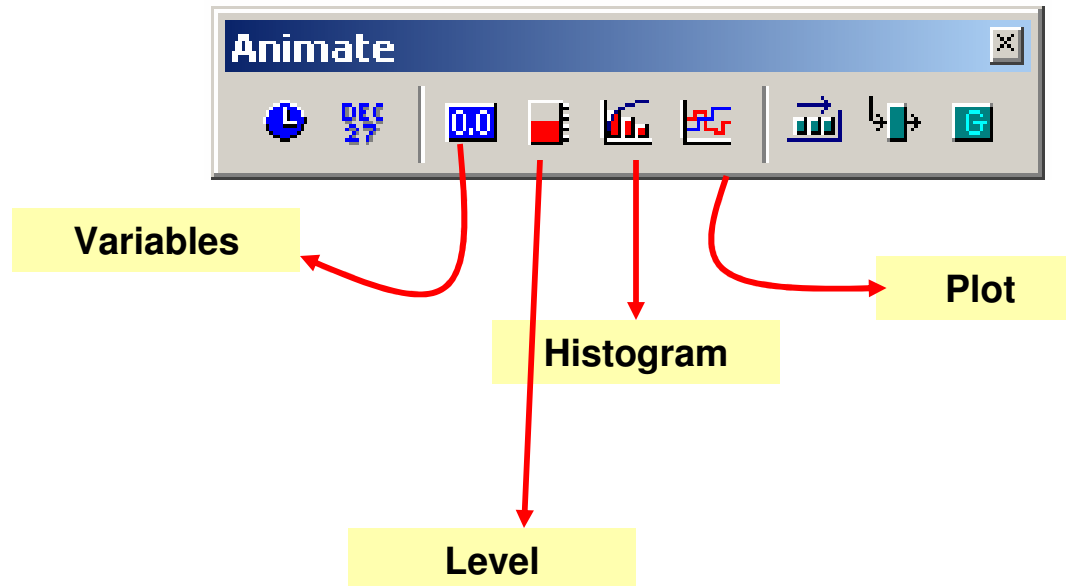 Animate
DEC
27
0.0
G
Variables
Plot
Histogram
Level